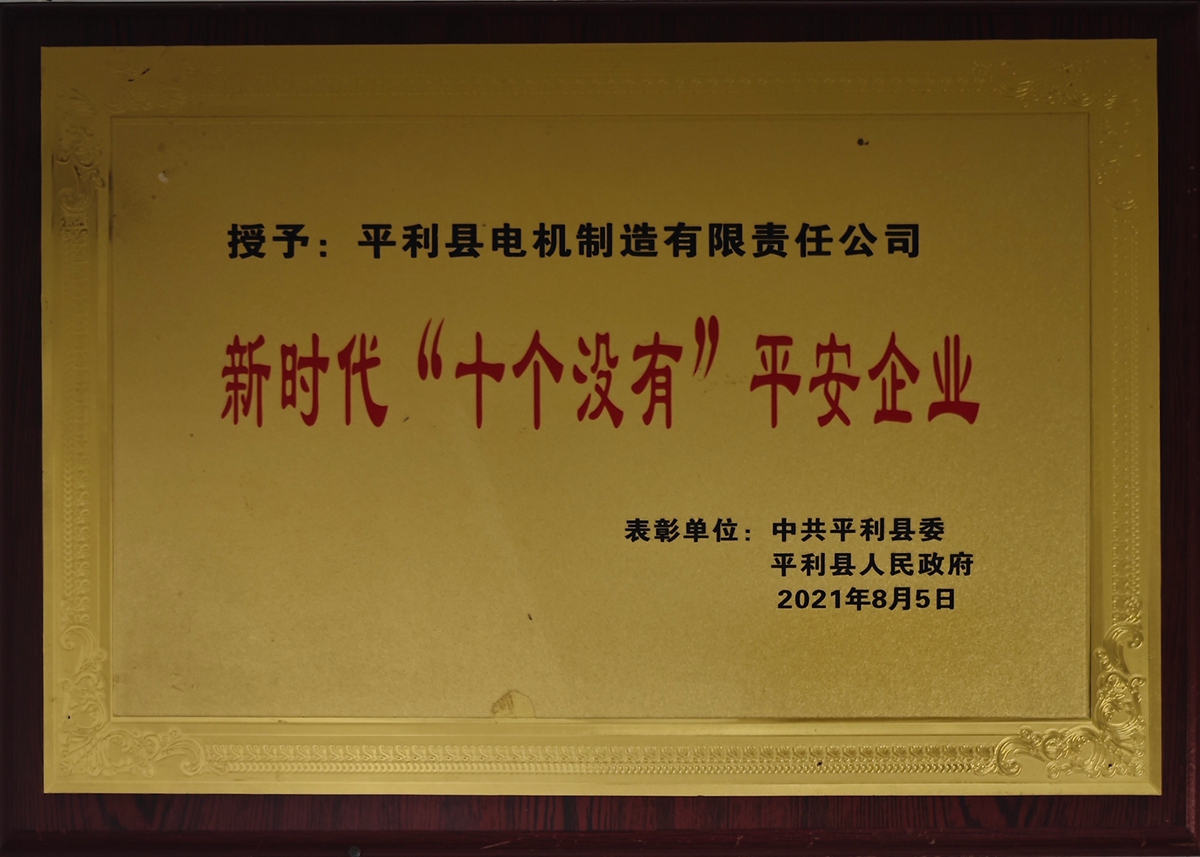 授予：平利县电机制造有限责任公司
新时代“十个没有”平安企业
表彰单位：中共平利县委
平利县人民政府
2021年8月5日